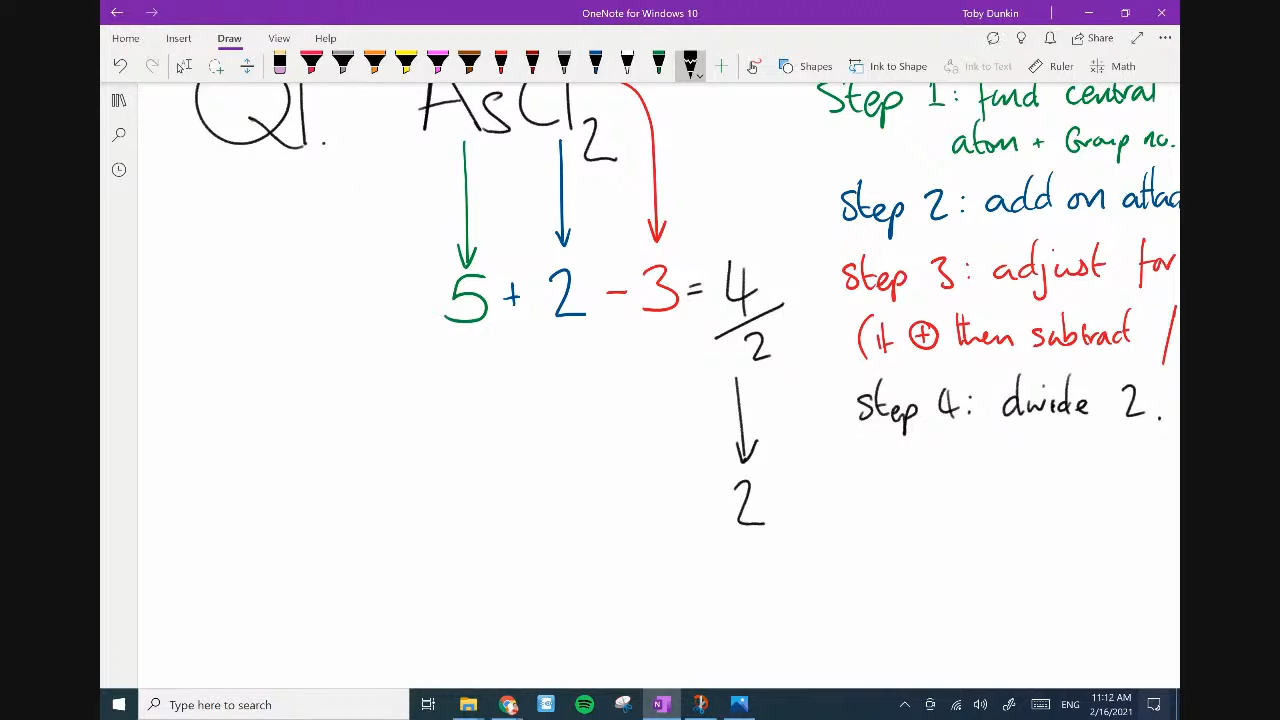 OneNote for Windows 10
Toby Dunkin
Home Insert Draw View Help
Share
Shapes Ink to Shape Ink to Text Ruler Math
Q1. AsCl2
5 + 2 - 3 = 4/2
2
Step 1: find central
atom + Group no.
step 2: add on attac
step 3: adjust for
(if ⊕ then subtract /
step 4: divide 2.
Type here to search
ENG
11:12 AM
2/16/2021